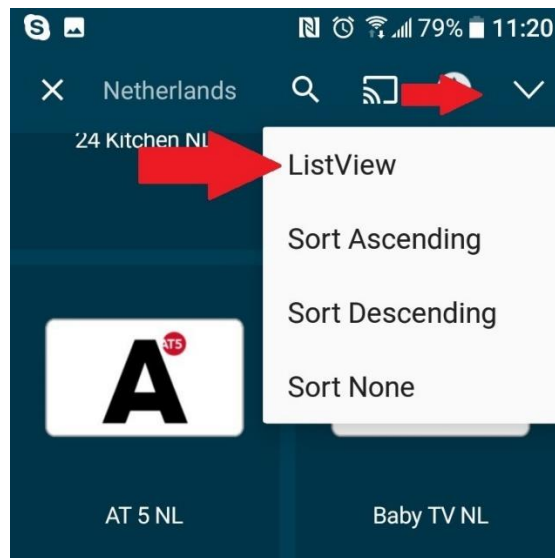 S 79% 11:20
Netherlands
24 Kitchen NL
ListView
Sort Ascending
Sort Descending
Sort None
A AT5
AT 5 NL
Baby TV NL